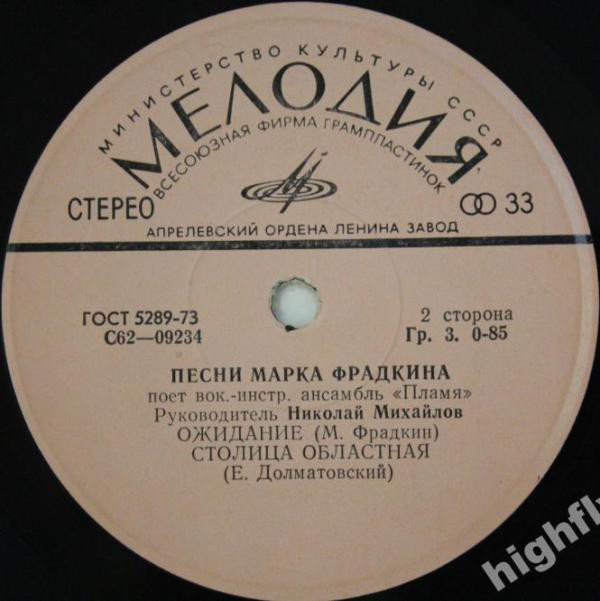 МИНИСТЕРСТВО КУЛЬТУРЫ СССР
МЕЛОДИЯ
ВСЕСОЮЗНАЯ ФИРМА ГРАМПЛАСТИНОК
СТЕРЕО
33
АПРЕЛЕВСКИЙ ОРДЕНА ЛЕНИНА ЗАВОД
ГОСТ 5289-73
С62—09234
2 сторона
Гр. 3. 0-85
ПЕСНИ МАРКА ФРАДКИНА
поет вок.-инстр. ансамбль «Пламя»
Руководитель Николай Михайлов
ОЖИДАНИЕ (М. Фрадкин)
СТОЛИЦА ОБЛАСТНАЯ
(Е. Долматовский)